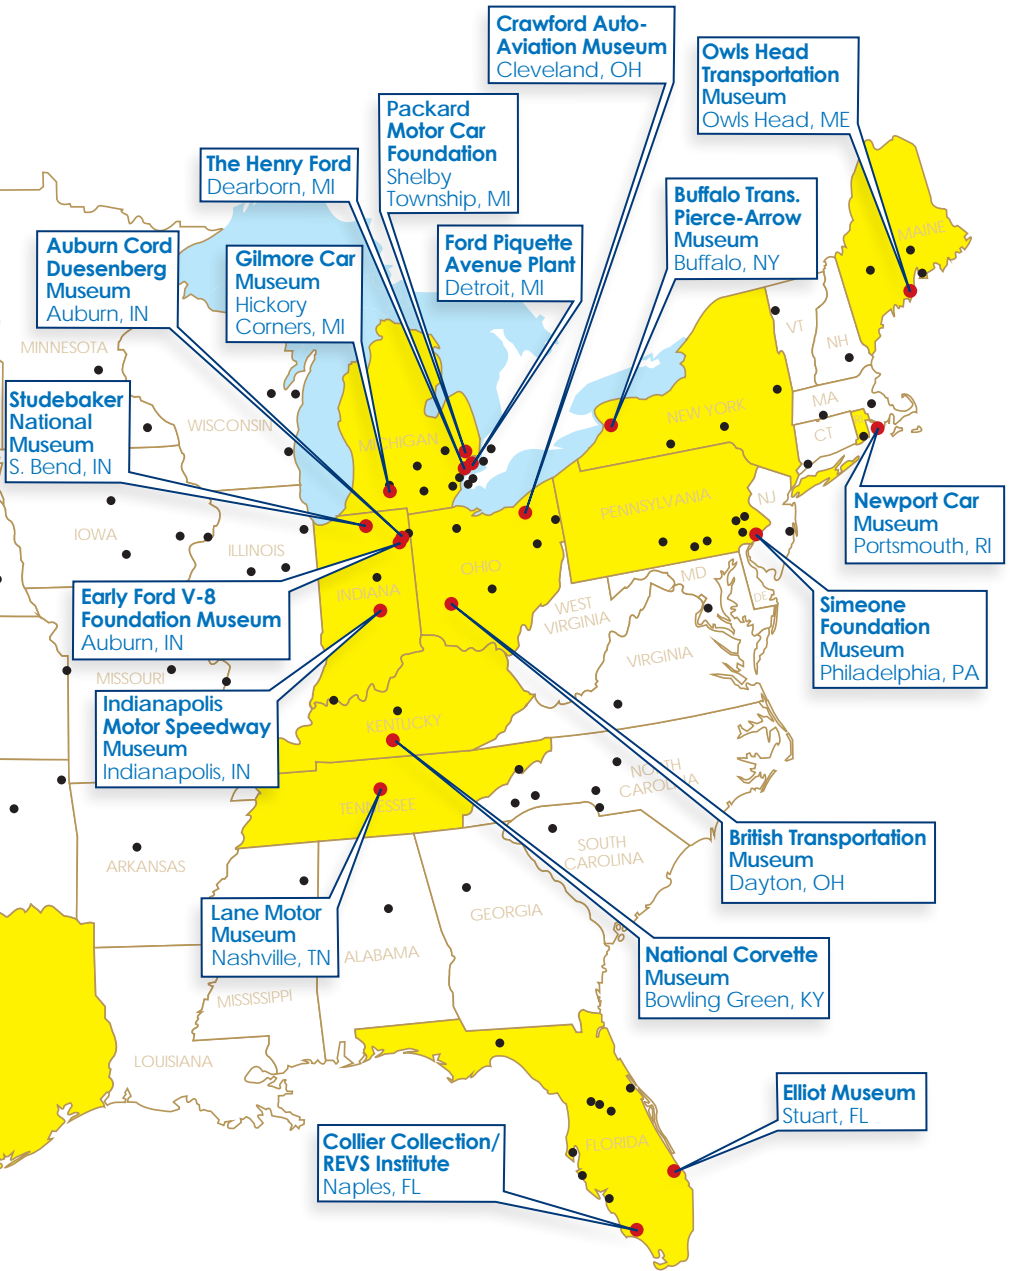 Crawford Auto-
Aviation Museum
Cleveland, OH
Owls Head
Transportation
Museum
Owls Head, ME
Packard
Motor Car
Foundation
Shelby
Township, MI
The Henry Ford
Dearborn, MI
Buffalo Trans.
Pierce-Arrow
Museum
Buffalo, NY
Auburn Cord
Duesenberg
Museum
Auburn, IN
Gilmore Car
Museum
Hickory
Corners, MI
Ford Piquette
Avenue Plant
Detroit, MI
MAINE
MINNESOTA
VT
NH
Studebaker
National
Museum
S. Bend, IN
WISCONSIN
MICHIGAN
NEW YORK
MA
CT
Newport Car
Museum
Portsmouth, RI
IOWA
ILLINOIS
PENNSYLVANIA
NJ
Early Ford V-8
Foundation Museum
Auburn, IN
INDIANA
OHIO
MD
DE
WEST
VIRGINIA
Simeone
Foundation
Museum
Philadelphia, PA
VIRGINIA
MISSOURI
Indianapolis
Motor Speedway
Museum
Indianapolis, IN
KENTUCKY
NORTH
CAROLINA
TENNESSEE
British Transportation
Museum
Dayton, OH
ARKANSAS
SOUTH
CAROLINA
Lane Motor
Museum
Nashville, TN
GEORGIA
ALABAMA
National Corvette
Museum
Bowling Green, KY
MISSISSIPPI
LOUISIANA
Elliot Museum
Stuart, FL
Collier Collection/
REVS Institute
Naples, FL
FLORIDA